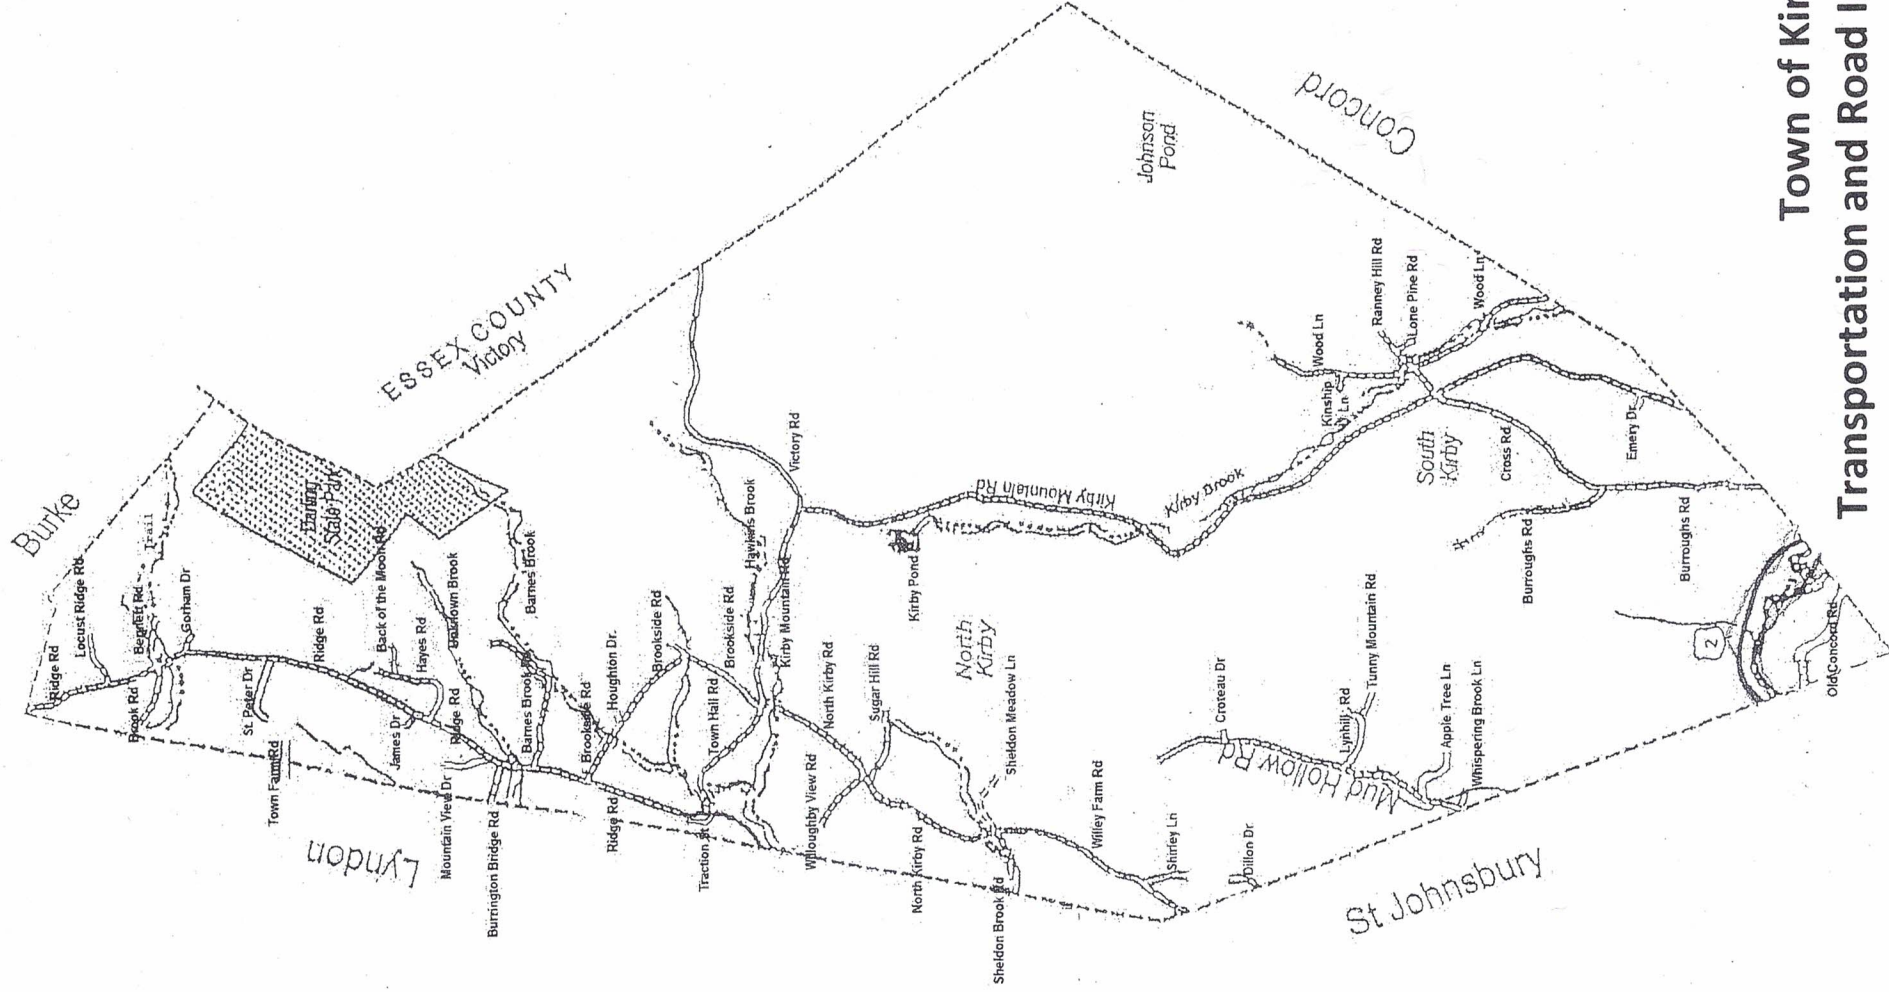 Town of Kir
Transportation and Road I
Burke
ESSEX COUNTY
Victory
Concord
Lyndon
St Johnsbury
Johnson
Pond
Ridge Rd
Locust Ridge Rd
Brook Rd
Bennett Rd
Trail
Gorham Dr
St. Peter Dr
Town Farm Rd
Ridge Rd
State Park
Back of the Moon Rd
Hayes Rd
James Dr
Ridge Rd
Unknown Brook
Mountain View Dr
Burrington Bridge Rd
Barnes Brook
Barnes Brook Rd
Brookside Rd
Houghton Dr.
Ridge Rd
Brookside Rd
Town Hall Rd
Traction St
Brookside Rd
Hawkins Brook
Kirby Mountain Rd
Victory Rd
Willoughby View Rd
North Kirby Rd
Sugar Hill Rd
Kirby Pond
North
Kirby
Kirby Mountain Rd
Kirby Brook
North Kirby Rd
Sheldon Meadow Ln
Sheldon Brook Rd
Willey Farm Rd
Shirley Ln
Dillon Dr
Croteau Dr
Mud Hollow Rd
Lynhill Rd
Tunny Mountain Rd
Apple Tree Ln
Whispering Brook Ln
Wood Ln
Kinship
Ln
Ranney Hill Rd
Lone Pine Rd
Wood Ln
South
Kirby
Cross Rd
Emery Dr
Burroughs Rd
Burroughs Rd
2
Old Concord Rd